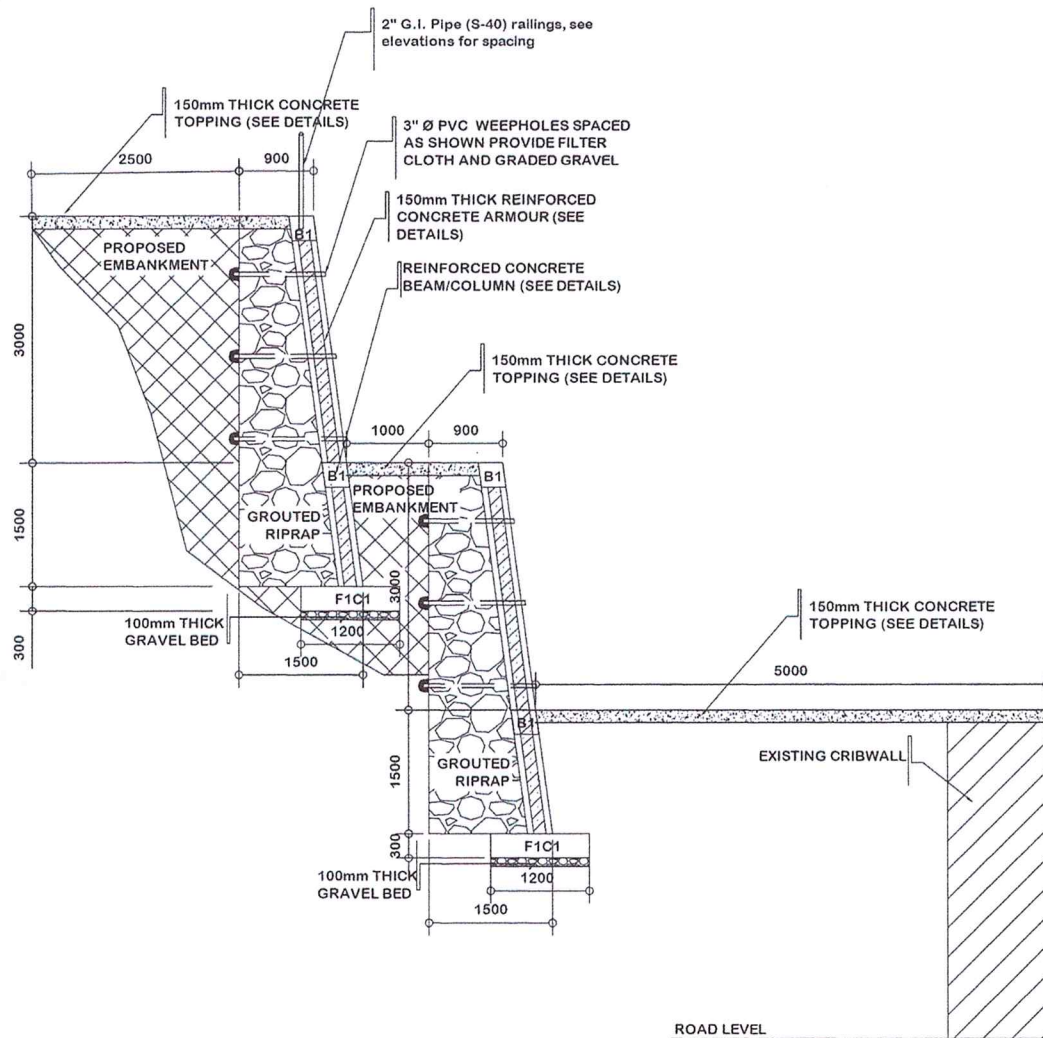 2" G.I. Pipe (S-40) railings, see
elevations for spacing
150mm THICK CONCRETE
TOPPING (SEE DETAILS)
3" Ø PVC WEEPHOLES SPACED
AS SHOWN PROVIDE FILTER
CLOTH AND GRADED GRAVEL
2500
900
150mm THICK REINFORCED
CONCRETE ARMOUR (SEE
DETAILS)
B1
PROPOSED
EMBANKMENT
REINFORCED CONCRETE
BEAM/COLUMN (SEE DETAILS)
3000
150mm THICK CONCRETE
TOPPING (SEE DETAILS)
1000
900
B1
B1
PROPOSED
EMBANKMENT
1500
GROUTED
RIPRAP
3000
F1C1
100mm THICK
GRAVEL BED
1200
300
1500
150mm THICK CONCRETE
TOPPING (SEE DETAILS)
5000
B1
EXISTING CRIBWALL
1500
GROUTED
RIPRAP
300
F1C1
100mm THICK
GRAVEL BED
1200
1500
ROAD LEVEL